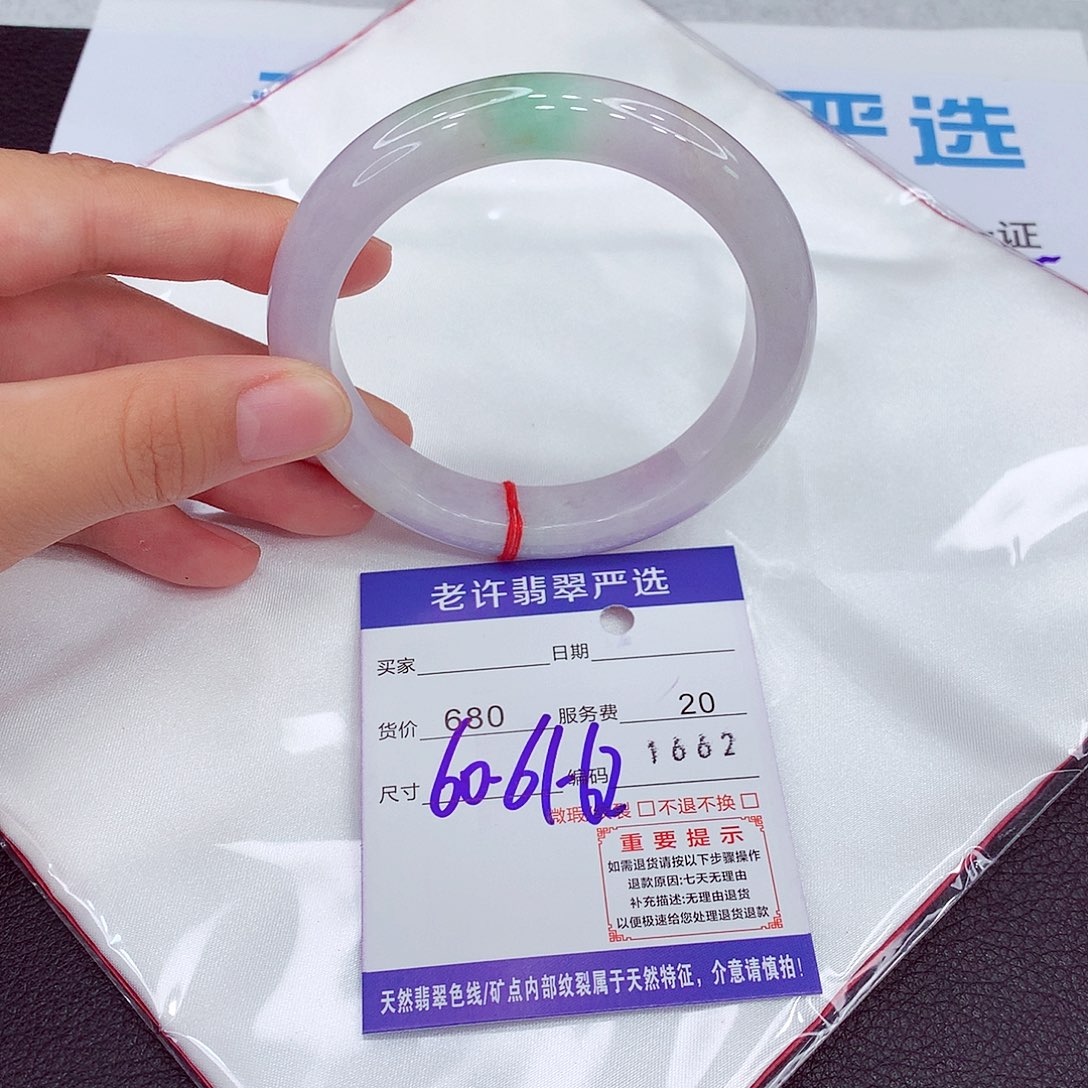 严选
证
老许翡翠严选
买家 日期
货价 680 服务费 20
尺寸 60-61-62 编码 1662
微瑕 裂 □ 不退不换 □
重要提示
如需退货请按以下步骤操作
退款原因:七天无理由
补充描述:无理由退货
以便极速给您处理退货退款
天然翡翠色线/矿点内部纹裂属于天然特征，介意请慎拍!